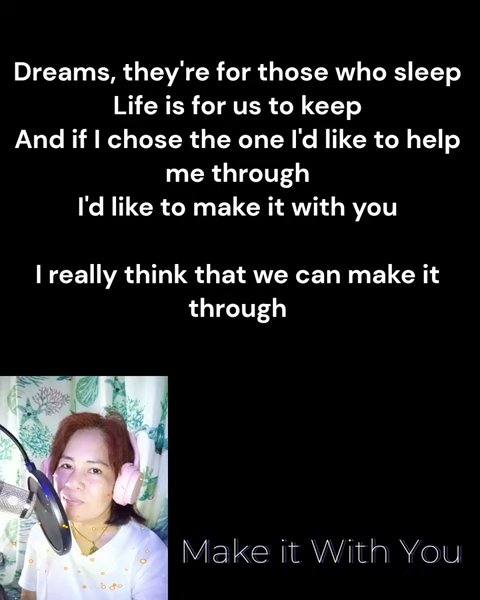 Dreams, they're for those who sleep
Life is for us to keep
And if I chose the one I'd like to help
me through
I'd like to make it with you
I really think that we can make it
through
Make it With You